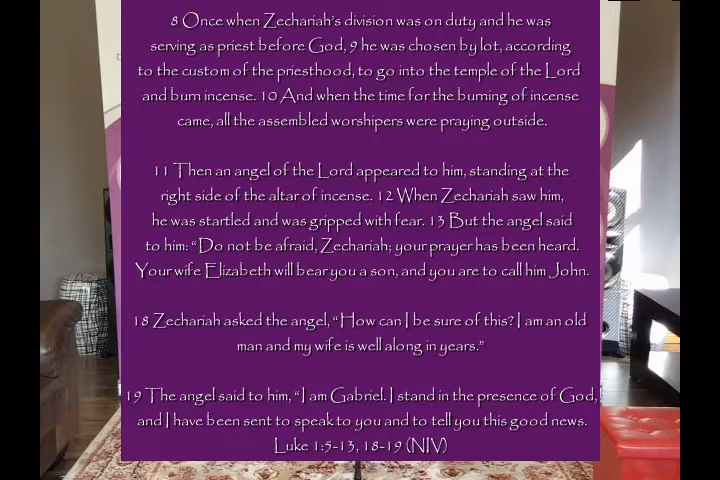 8 Once when Zechariah's division was on duty and he was
serving as priest before God, 9 he was chosen by lot, according
to the custom of the priesthood, to go into the temple of the Lord
and burn incense. 10 And when the time for the burning of incense
came, all the assembled worshipers were praying outside.
11 Then an angel of the Lord appeared to him, standing at the
right side of the altar of incense. 12 When Zechariah saw him,
he was startled and was gripped with fear. 13 But the angel said
to him: "Do not be afraid, Zechariah; your prayer has been heard.
Your wife Elizabeth will bear you a son, and you are to call him John.
18 Zechariah asked the angel, "How can I be sure of this? I am an old
man and my wife is well along in years."
19 The angel said to him, "I am Gabriel. I stand in the presence of God,
and I have been sent to speak to you and to tell you this good news.
Luke 1:5-13, 18-19 (NIV)